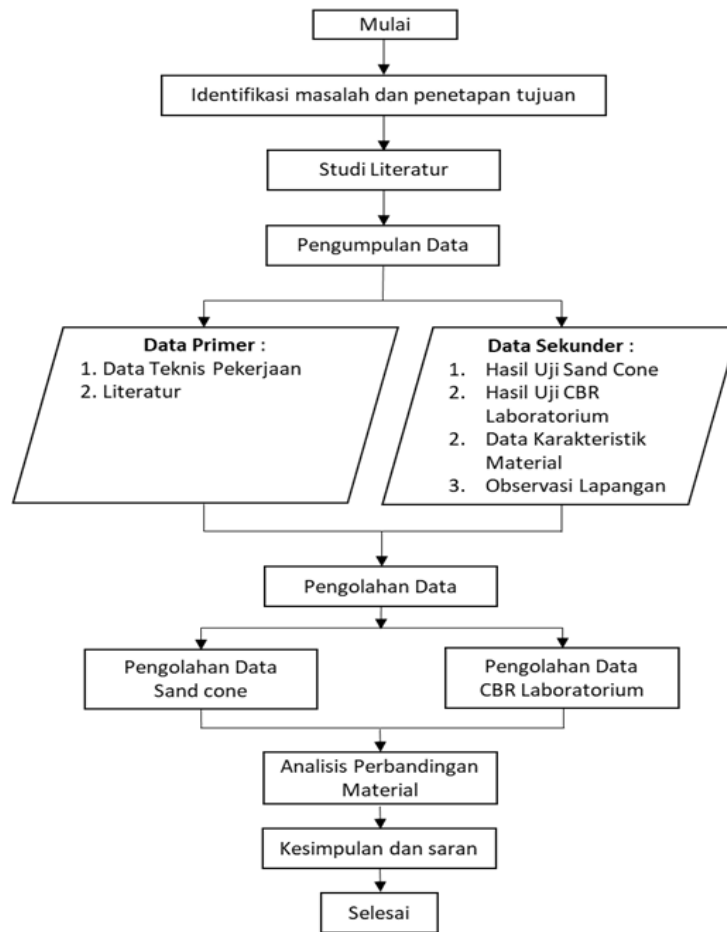 Mulai
Identifikasi masalah dan penetapan tujuan
Studi Literatur
Pengumpulan Data
Data Primer :
1. Data Teknis Pekerjaan
2. Literatur
Data Sekunder :
1. Hasil Uji Sand Cone
2. Hasil Uji CBR
Laboratorium
2. Data Karakteristik
Material
3. Observasi Lapangan
Pengolahan Data
Pengolahan Data
Sand cone
Pengolahan Data
CBR Laboratorium
Analisis Perbandingan
Material
Kesimpulan dan saran
Selesai